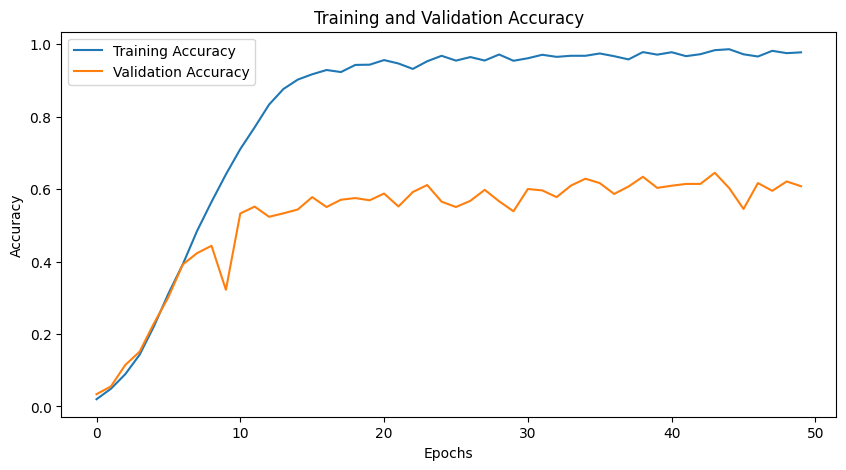 Training and Validation Accuracy
Training Accuracy
Validation Accuracy
1.0
0.8
0.6
0.4
0.2
0.0
Accuracy
0 10 20 30 40 50
Epochs